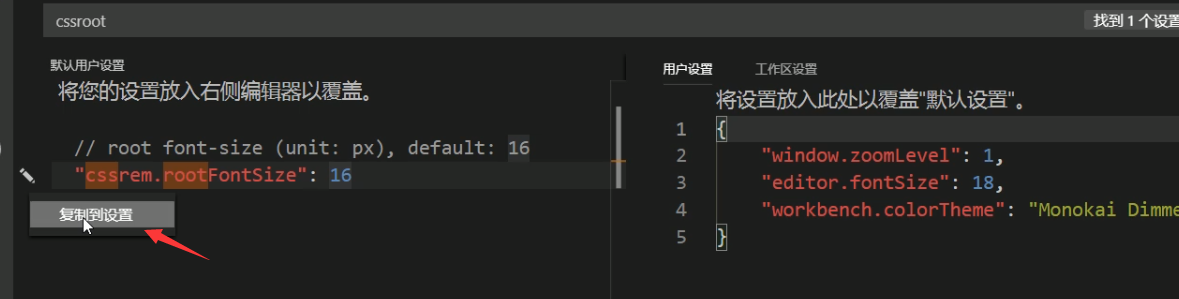 cssroot
找到 1 个设置
默认用户设置
将您的设置放入右侧编辑器以覆盖。
// root font-size (unit: px), default: 16
"cssrem.rootFontSize": 16
复制到设置
用户设置 工作区设置
将设置放入此处以覆盖"默认设置"。
1 {
2 "window.zoomLevel": 1,
3 "editor.fontSize": 18,
4 "workbench.colorTheme": "Monokai Dimme
5 }